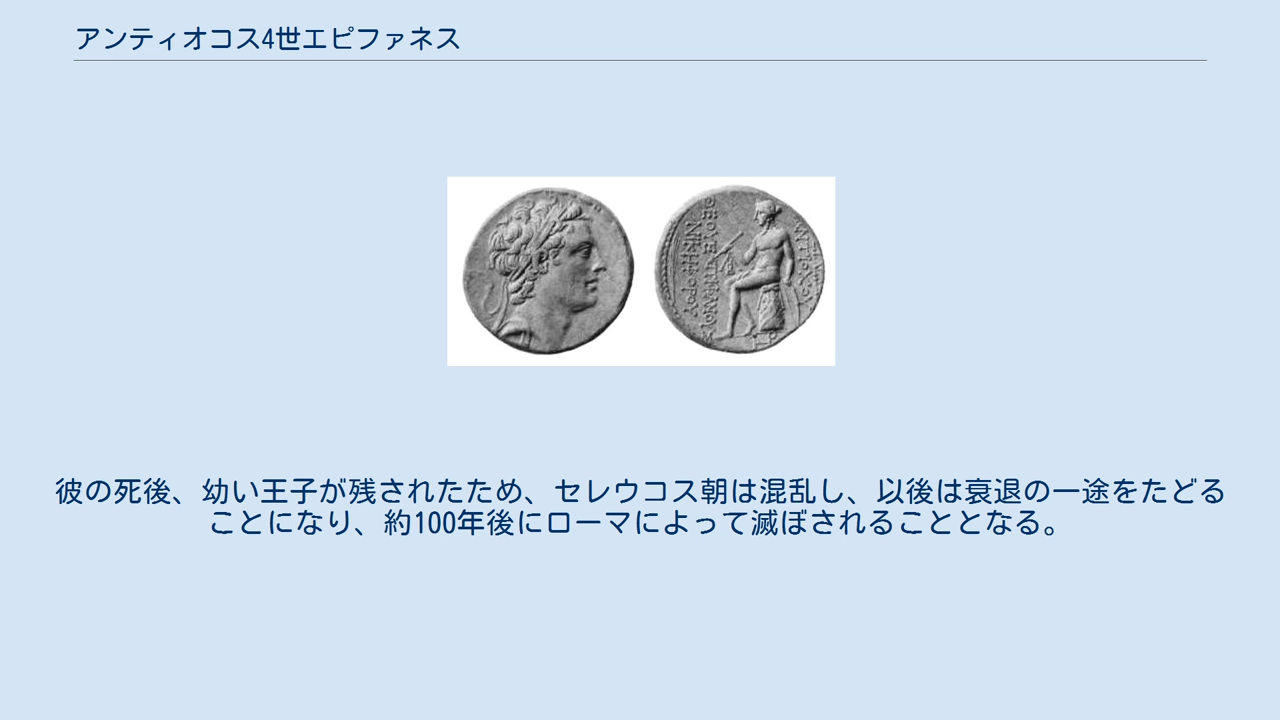 アンティオコス4世エピファネス
ΘΕΟΥ ΕΠΙΦΑΝΟΥΣ
ΝΙΚΗΦΟΡΟΥ
彼の死後、幼い王子が残されたため、セレウコス朝は混乱し、以後は衰退の一途をたどる
ことになり、約100年後にローマによって滅ぼされることとなる。